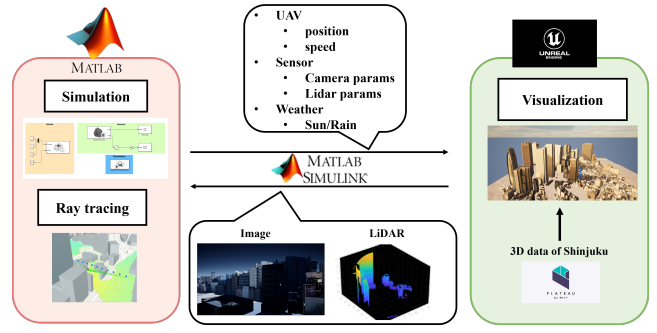 MATLAB
Simulation
Ray tracing
• UAV
• position
• speed
• Sensor
• Camera params
• Lidar params
• Weather
• Sun/Rain
MATLAB
SIMULINK
Image
LiDAR
UNREAL
ENGINE
Visualization
3D data of Shinjuku
PLATEAU